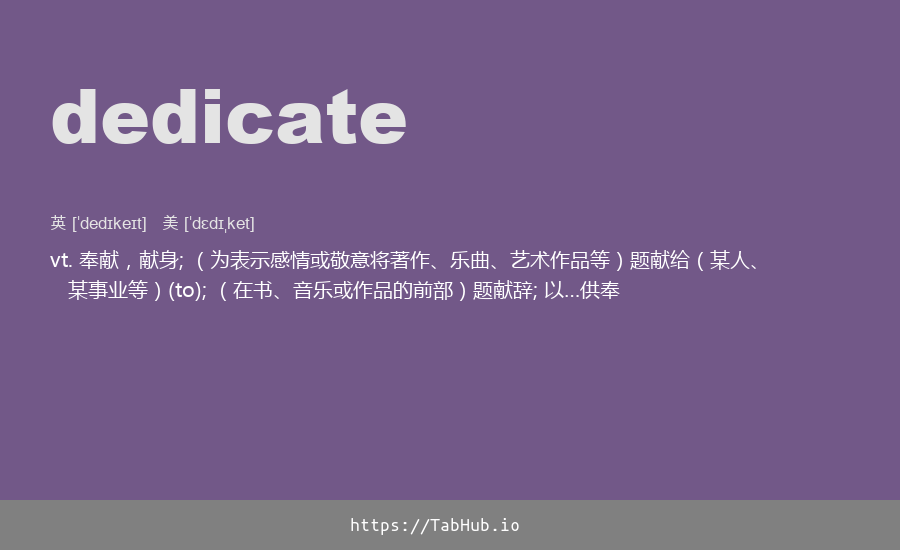 dedicate
英 [ˈdedɪkeɪt] 美 [ˈdɛdɪˌket]
vt. 奉献，献身; （为表示感情或敬意将著作、乐曲、艺术作品等）题献给（某人、
某事业等）(to); （在书、音乐或作品的前部）题献辞; 以…供奉
https://TabHub.io